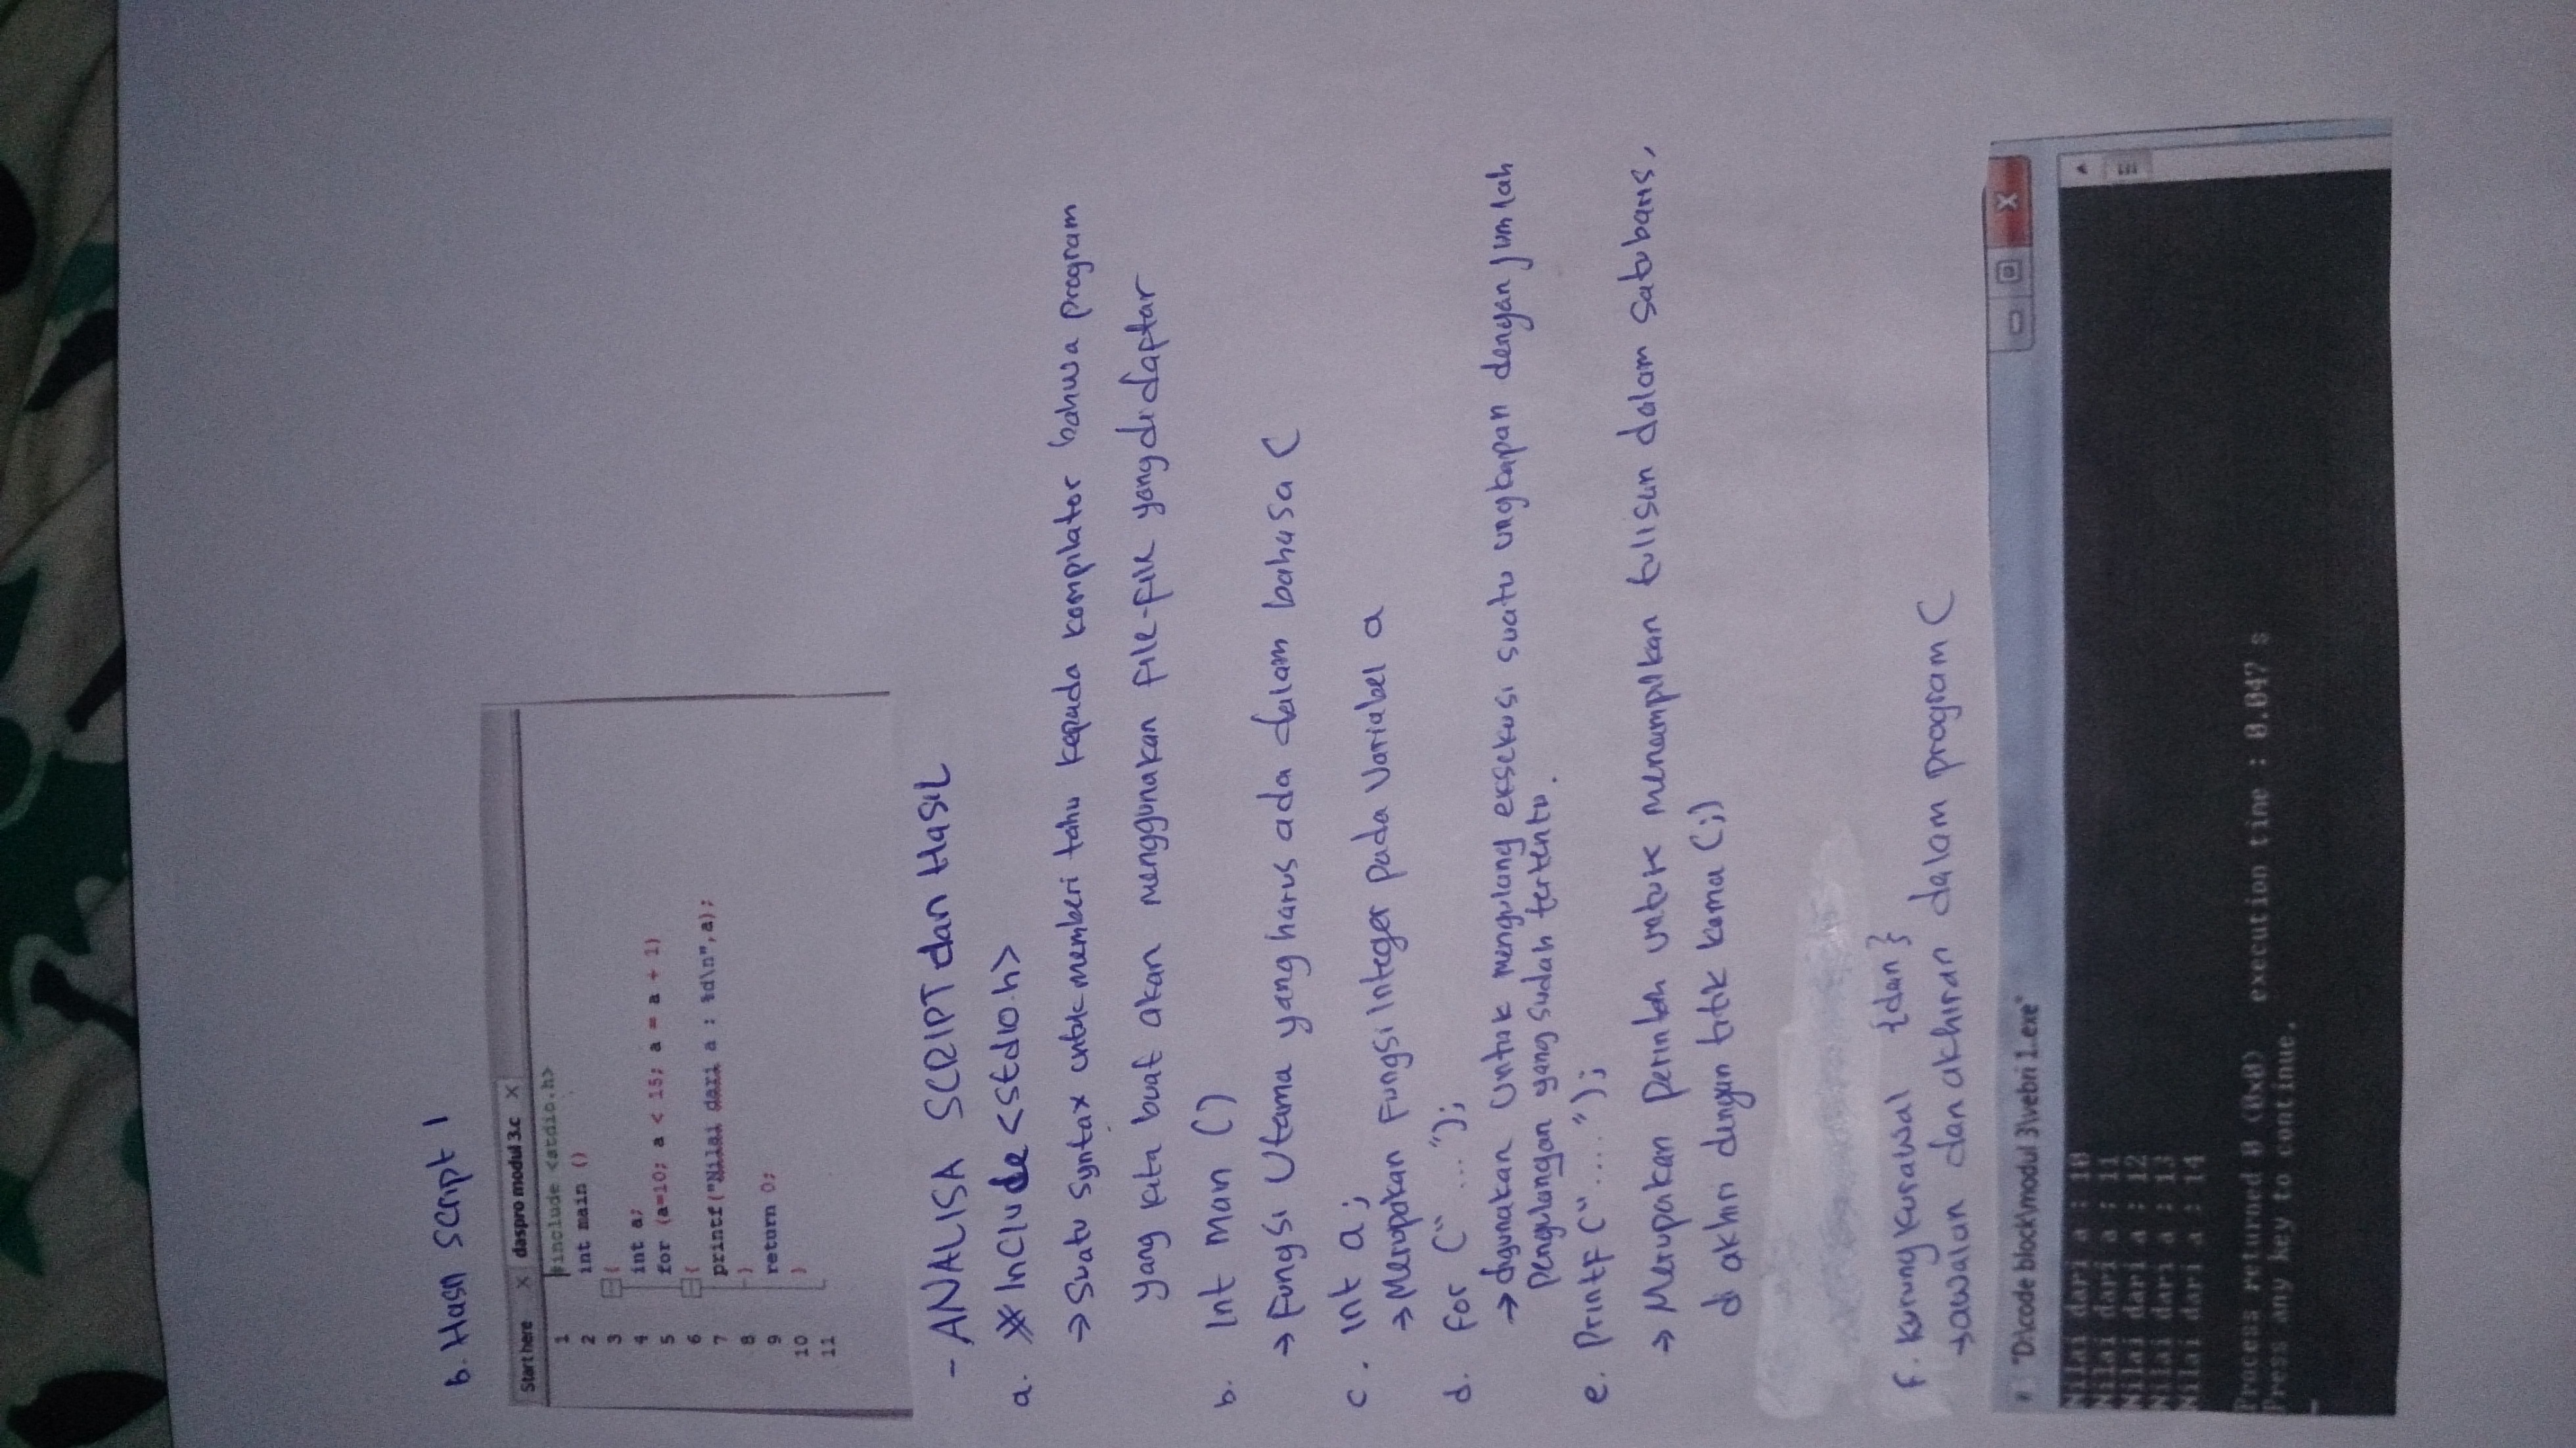 b. Hasil Script 1
Start here X daspro modul 3.c X
1 #include <stdio.h>
2 int main ()
3 {
4 int a;
5 for (a=10; a < 15; a = a + 1)
6 {
7 printf("Nilai dari a : %d\n",a);
8 }
9 return 0;
10 }
11
- ANALISA SCRIPT dan HasiL
a. # Include <stdio.h>
→ Suatu syntax untuk memberi tahu kepada kompilator bahwa program
yang kita buat akan menggunakan file-file yang di daftar
b. Int main ()
→ Fungsi Utama yang harus ada dalam bahasa C
c. int a;
→ Merupakan Fungsi Integer pada Variabel a
d. for (" ... ");
→ digunakan Untuk mengulang eksekusi suatu ungkapan dengan jumlah
Pengulangan yang sudah tertentu.
e. Printf (" .... ");
→ Merupakan Perintah untuk menampilkan tulisan dalam satu baris,
di akhiri dengan titik koma (;)
f. Kurung Kurawal {dan}
→ awalan dan akhiran dalam program C
"D:\code block\modul 3\vebri 1..exe"
Nilai dari a : 10
Nilai dari a : 11
Nilai dari a : 12
Nilai dari a : 13
Nilai dari a : 14
Process returned 0 (0x0) execution time : 0.047 s
Press any key to continue.